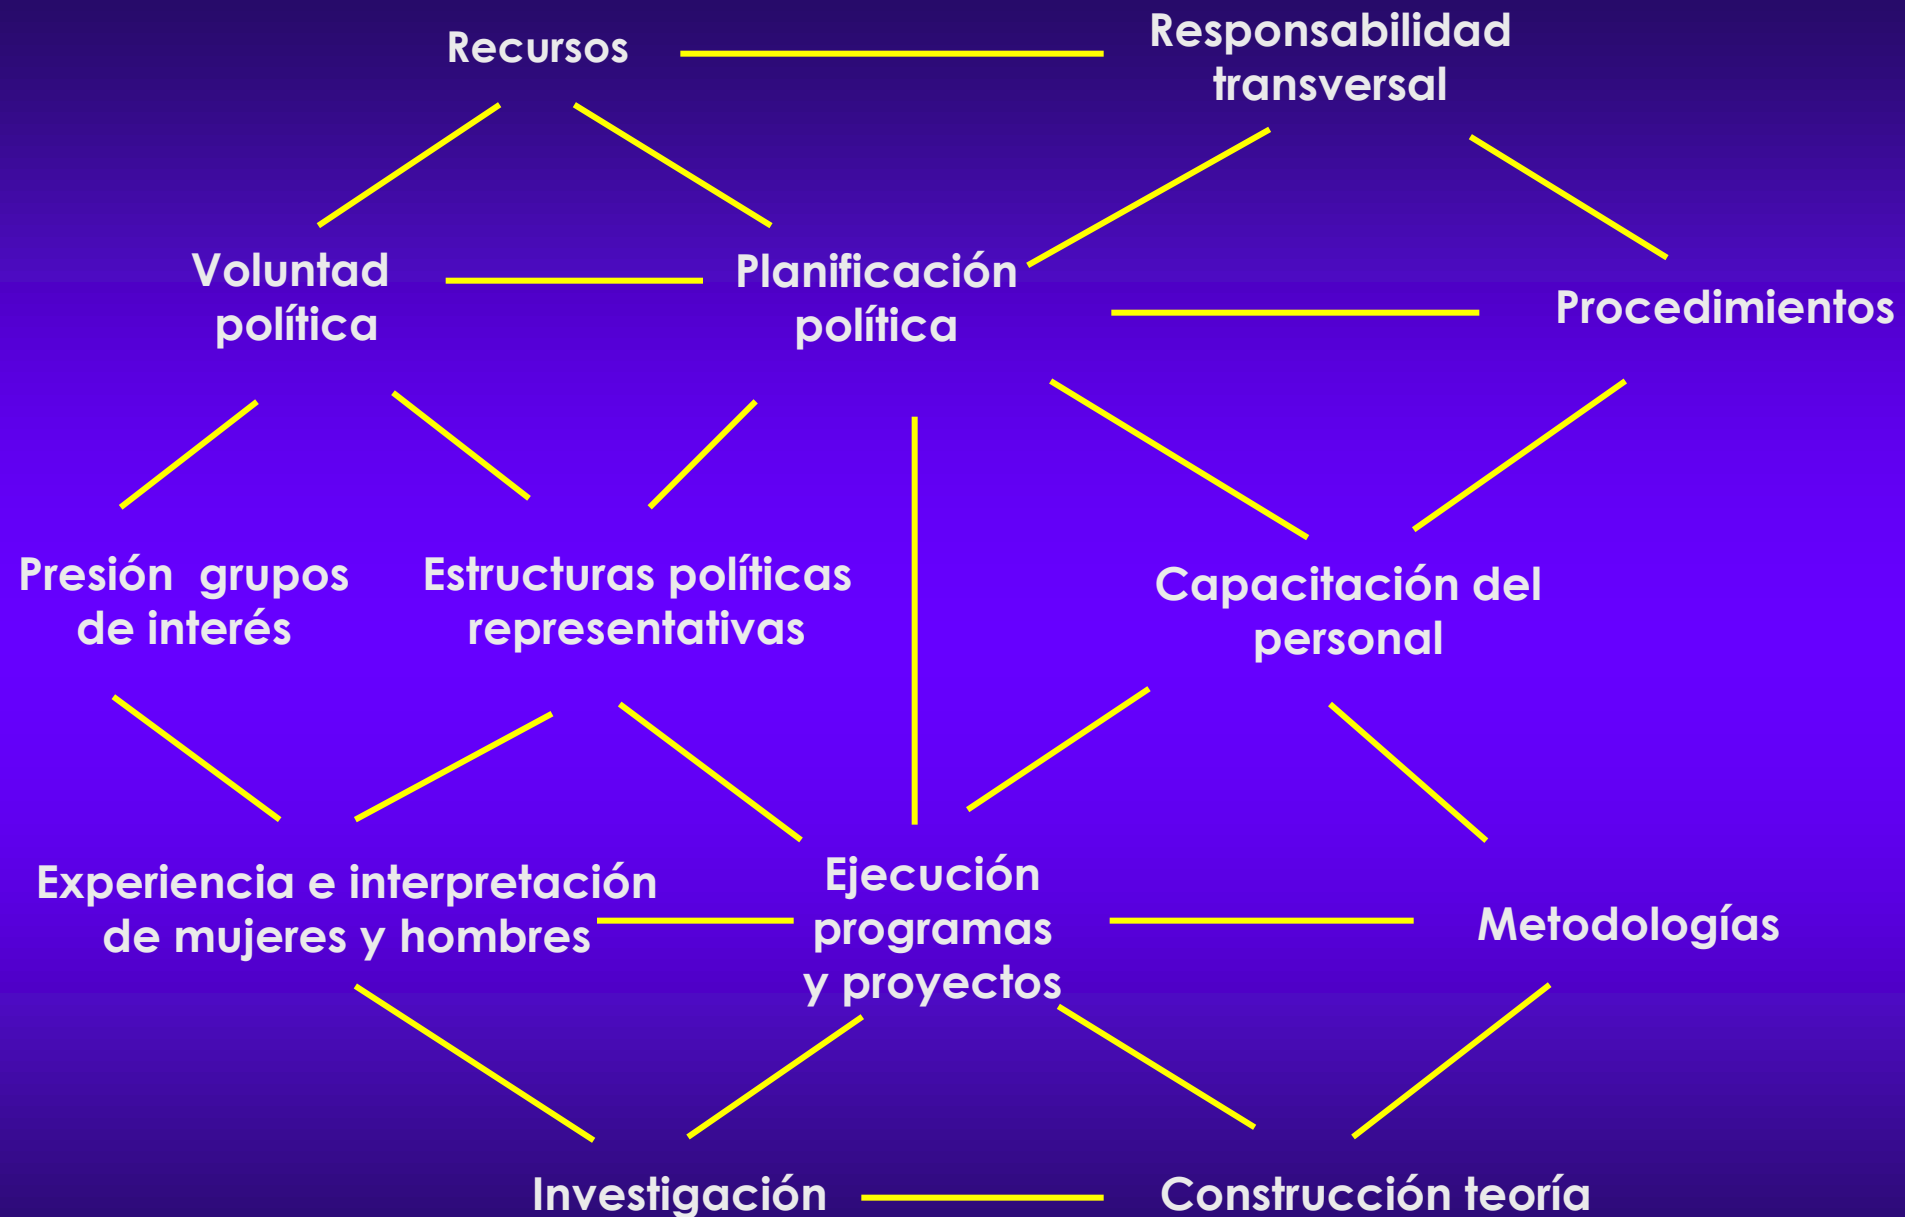 Recursos
Responsabilidad
transversal
Voluntad
política
Planificación
política
Procedimientos
Presión  grupos
de interés
Estructuras políticas
representativas
Capacitación del
personal
Experiencia e interpretación
de mujeres y hombres
Ejecución
programas
y proyectos
Metodologías
Investigación
Construcción teoría